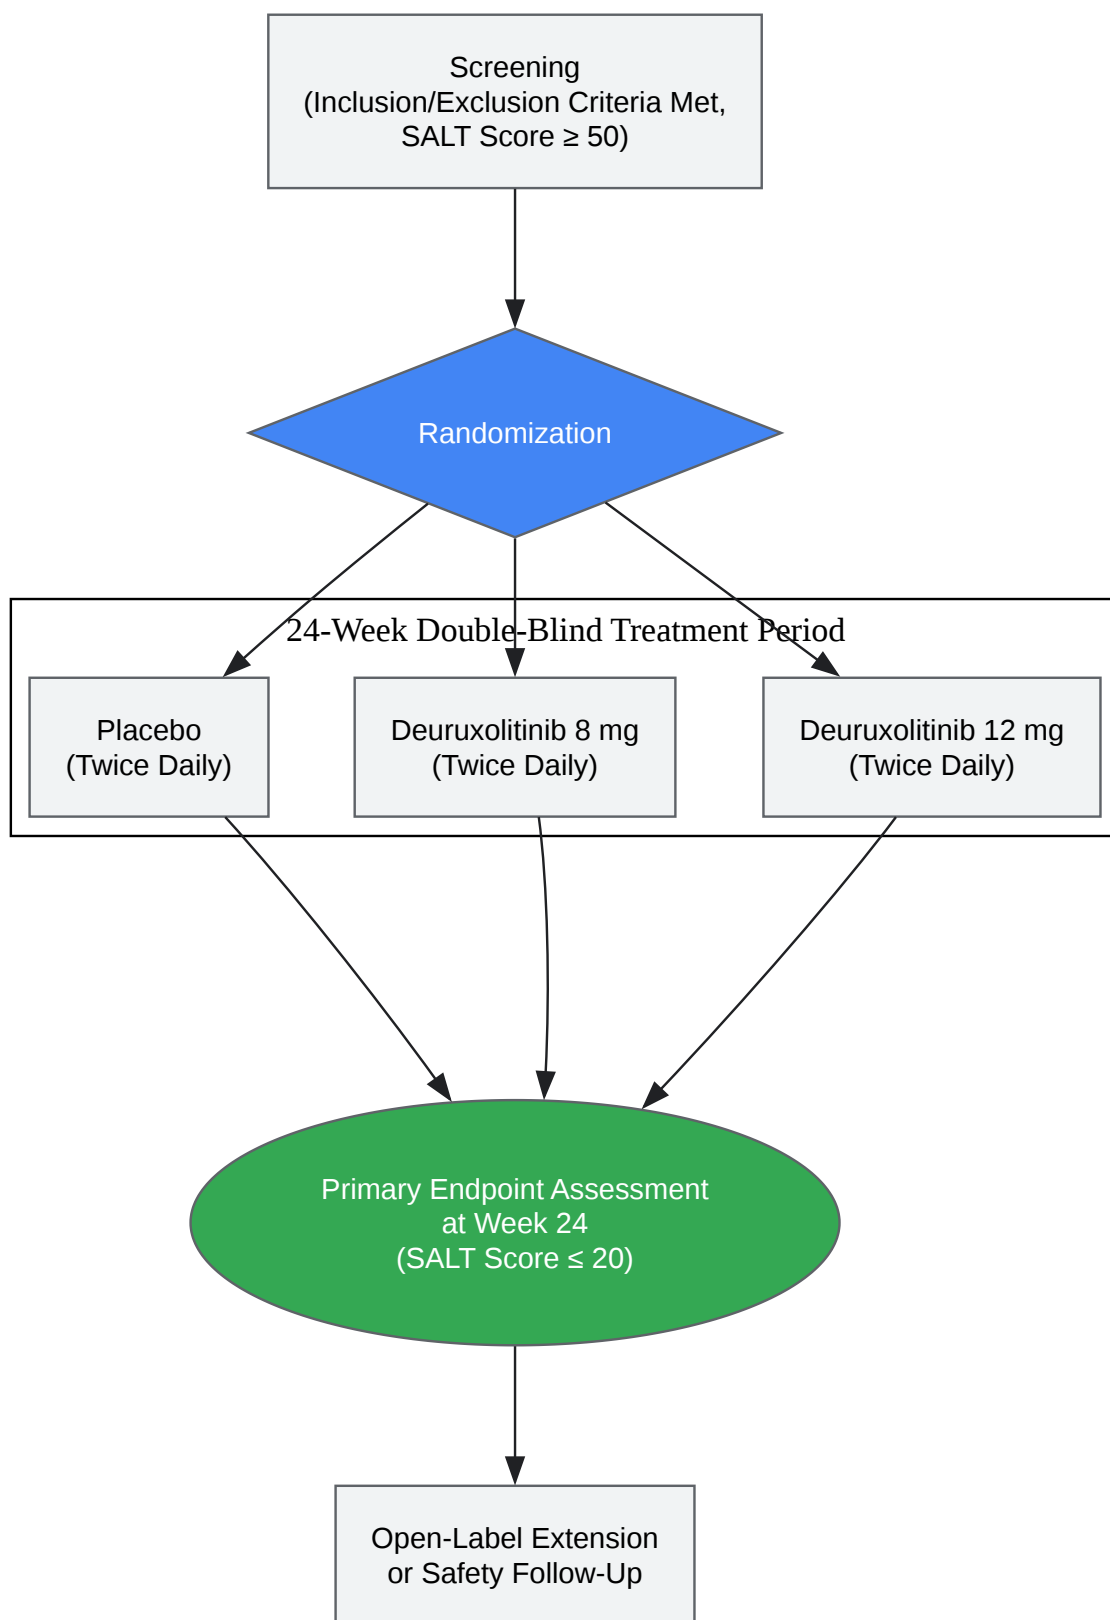 Screening
(Inclusion/Exclusion Criteria Met,
SALT Score ≥ 50)
Randomization
24-Week Double-Blind Treatment Period
Placebo
(Twice Daily)
Deuruxolitinib 8 mg
(Twice Daily)
Deuruxolitinib 12 mg
(Twice Daily)
Primary Endpoint Assessment
at Week 24
(SALT Score ≤ 20)
Open-Label Extension
or Safety Follow-Up